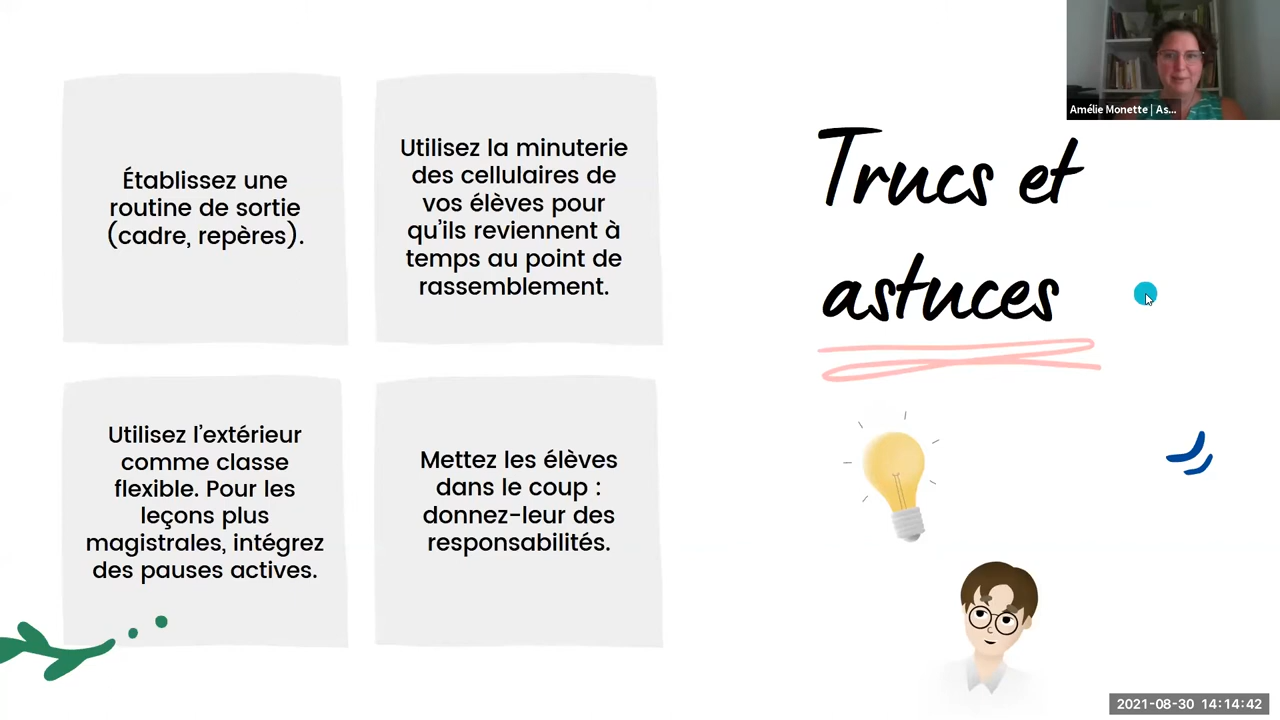 Établissez une
routine de sortie
(cadre, repères).
Utilisez la minuterie
des cellulaires de
vos élèves pour
qu'ils reviennent à
temps au point de
rassemblement.
Utilisez l'extérieur
comme classe
flexible. Pour les
leçons plus
magistrales, intégrez
des pauses actives.
Mettez les élèves
dans le coup :
donnez-leur des
responsabilités.
Trucs et
astuces
Amélie Monette | As...
2021-08-30 14:14:42